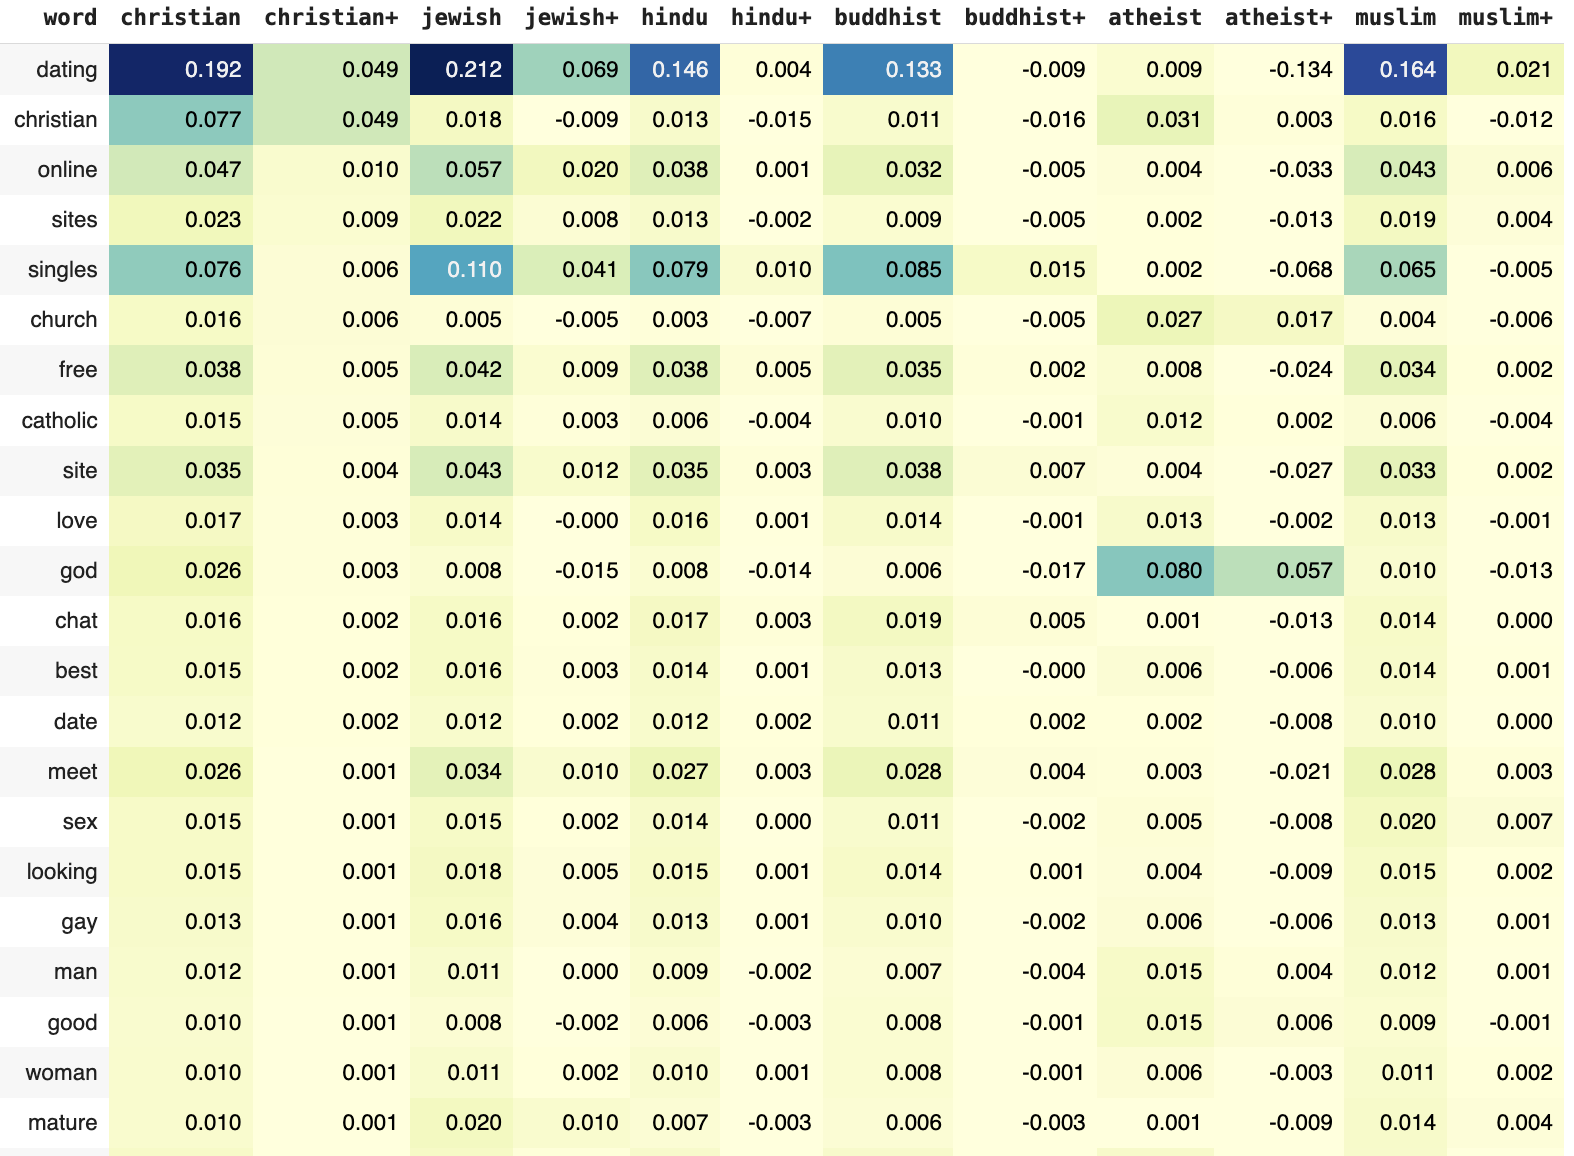 word christian christian+ jewish jewish+ hindu hindu+ buddhist buddhist+ atheist atheist+ muslim muslim+
dating 0.192 0.049 0.212 0.069 0.146 0.004 0.133 -0.009 0.009 -0.134 0.164 0.021
christian 0.077 0.049 0.018 -0.009 0.013 -0.015 0.011 -0.016 0.031 0.003 0.016 -0.012
online 0.047 0.010 0.057 0.020 0.038 0.001 0.032 -0.005 0.004 -0.033 0.043 0.006
sites 0.023 0.009 0.022 0.008 0.013 -0.002 0.009 -0.005 0.002 -0.013 0.019 0.004
singles 0.076 0.006 0.110 0.041 0.079 0.010 0.085 0.015 0.002 -0.068 0.065 -0.005
church 0.016 0.006 0.005 -0.005 0.003 -0.007 0.005 -0.005 0.027 0.017 0.004 -0.006
free 0.038 0.005 0.042 0.009 0.038 0.005 0.035 0.002 0.008 -0.024 0.034 0.002
catholic 0.015 0.005 0.014 0.003 0.006 -0.004 0.010 -0.001 0.012 0.002 0.006 -0.004
site 0.035 0.004 0.043 0.012 0.035 0.003 0.038 0.007 0.004 -0.027 0.033 0.002
love 0.017 0.003 0.014 -0.000 0.016 0.001 0.014 -0.001 0.013 -0.002 0.013 -0.001
god 0.026 0.003 0.008 -0.015 0.008 -0.014 0.006 -0.017 0.080 0.057 0.010 -0.013
chat 0.016 0.002 0.016 0.002 0.017 0.003 0.019 0.005 0.001 -0.013 0.014 0.000
best 0.015 0.002 0.016 0.003 0.014 0.001 0.013 -0.000 0.006 -0.006 0.014 0.001
date 0.012 0.002 0.012 0.002 0.012 0.002 0.011 0.002 0.002 -0.008 0.010 0.000
meet 0.026 0.001 0.034 0.010 0.027 0.003 0.028 0.004 0.003 -0.021 0.028 0.003
sex 0.015 0.001 0.015 0.002 0.014 0.000 0.011 -0.002 0.005 -0.008 0.020 0.007
looking 0.015 0.001 0.018 0.005 0.015 0.001 0.014 0.001 0.004 -0.009 0.015 0.002
gay 0.013 0.001 0.016 0.004 0.013 0.001 0.010 -0.002 0.006 -0.006 0.013 0.001
man 0.012 0.001 0.011 0.000 0.009 -0.002 0.007 -0.004 0.015 0.004 0.012 0.001
good 0.010 0.001 0.008 -0.002 0.006 -0.003 0.008 -0.001 0.015 0.006 0.009 -0.001
woman 0.010 0.001 0.011 0.002 0.010 0.001 0.008 -0.001 0.006 -0.003 0.011 0.002
mature 0.010 0.001 0.020 0.010 0.007 -0.003 0.006 -0.003 0.001 -0.009 0.014 0.004